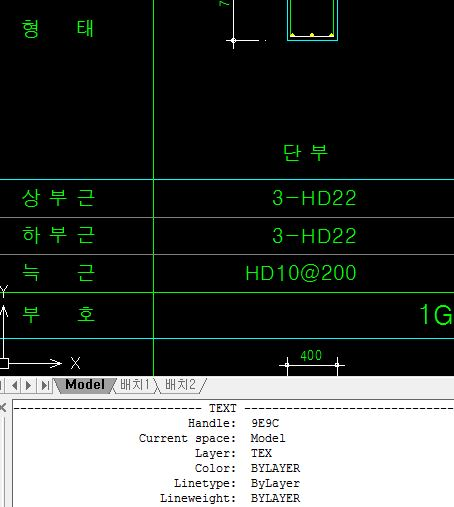 7
형 태
단 부
상 부 근 3-HD22
하 부 근 3-HD22
늑 근 HD10@200
Y
부 호 1G
X
400
Model 배치1 배치2
TEXT
Handle: 9E9C
Current space: Model
Layer: TEX
Color: BYLAYER
Linetype: ByLayer
Lineweight: BYLAYER